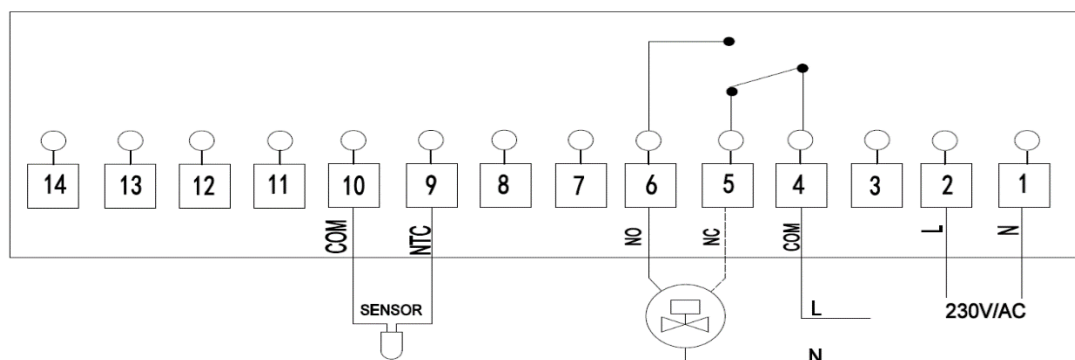 14 13 12 11 10 9 8 7 6 5 4 3 2 1
COM NTC NO NC COM L N
SENSOR L 230V/AC
N